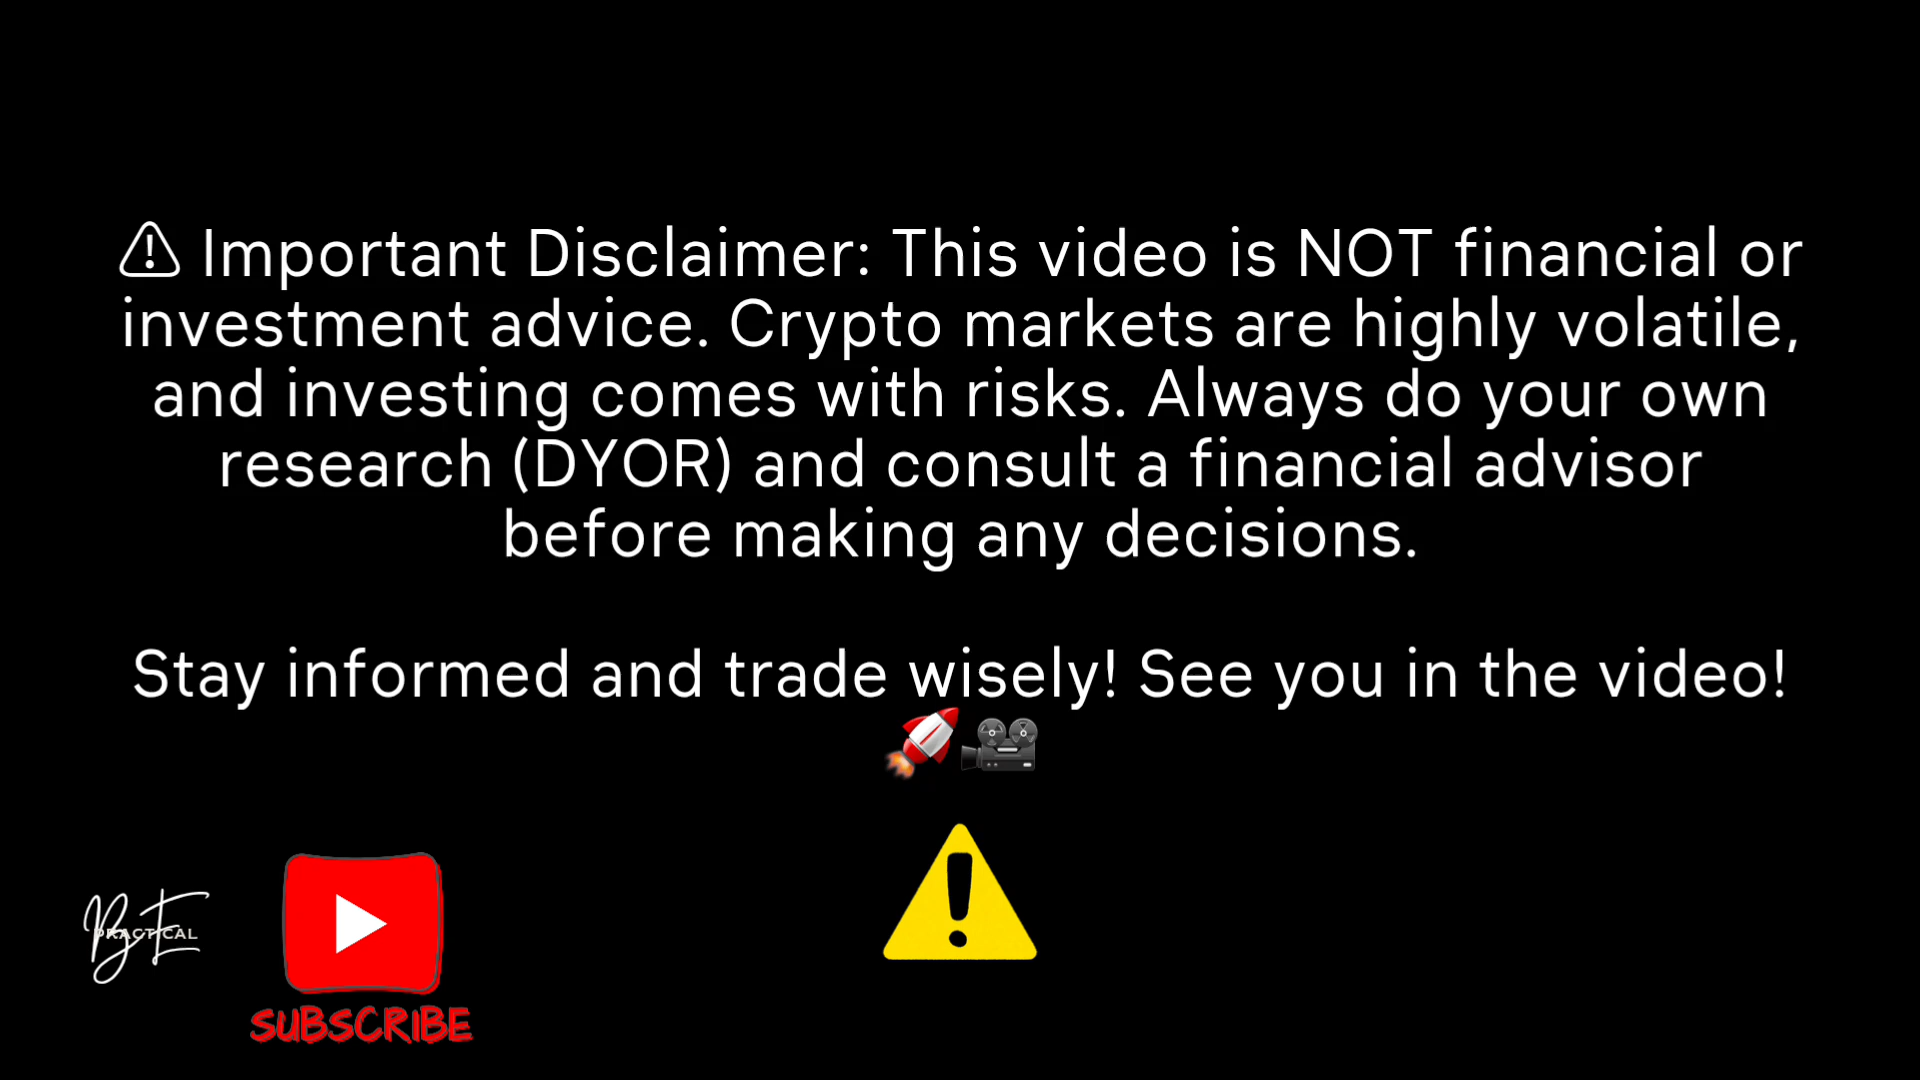 ⚠ Important Disclaimer: This video is NOT financial or
investment advice. Crypto markets are highly volatile,
and investing comes with risks. Always do your own
research (DYOR) and consult a financial advisor
before making any decisions.
Stay informed and trade wisely! See you in the video!
🚀🎥
PRACTICAL
SUBSCRIBE